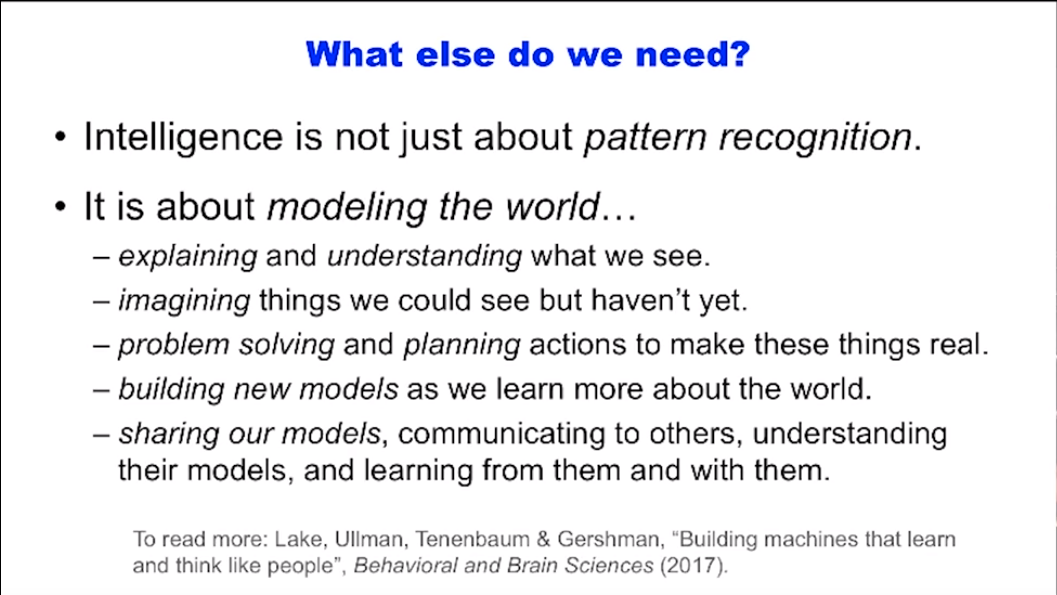 What else do we need?
• Intelligence is not just about pattern recognition.
• It is about modeling the world…
– explaining and understanding what we see.
– imagining things we could see but haven’t yet.
– problem solving and planning actions to make these things real.
– building new models as we learn more about the world.
– sharing our models, communicating to others, understanding
their models, and learning from them and with them.
To read more: Lake, Ullman, Tenenbaum & Gershman, “Building machines that learn
and think like people”, Behavioral and Brain Sciences (2017).